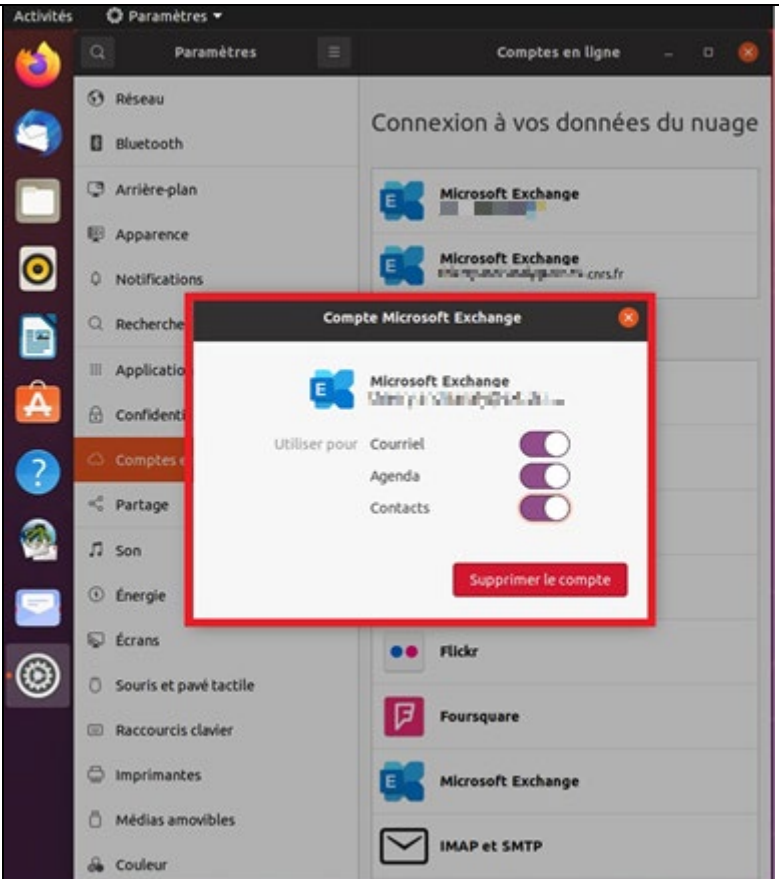 Activités Paramètres
Paramètres
Comptes en ligne
Réseau
Bluetooth
Arrière-plan
Apparence
Notifications
Recherche
Applicatio
Confidenti
Comptes e
Partage
Son
Énergie
Écrans
Souris et pavé tactile
Raccourcis clavier
Imprimantes
Médias amovibles
Couleur
Connexion à vos données du nuage
Microsoft Exchange
Microsoft Exchange
cnrs.fr
Compte Microsoft Exchange
Microsoft Exchange
Utiliser pour Courriel
Agenda
Contacts
Supprimer le compte
Flickr
Foursquare
Microsoft Exchange
IMAP et SMTP